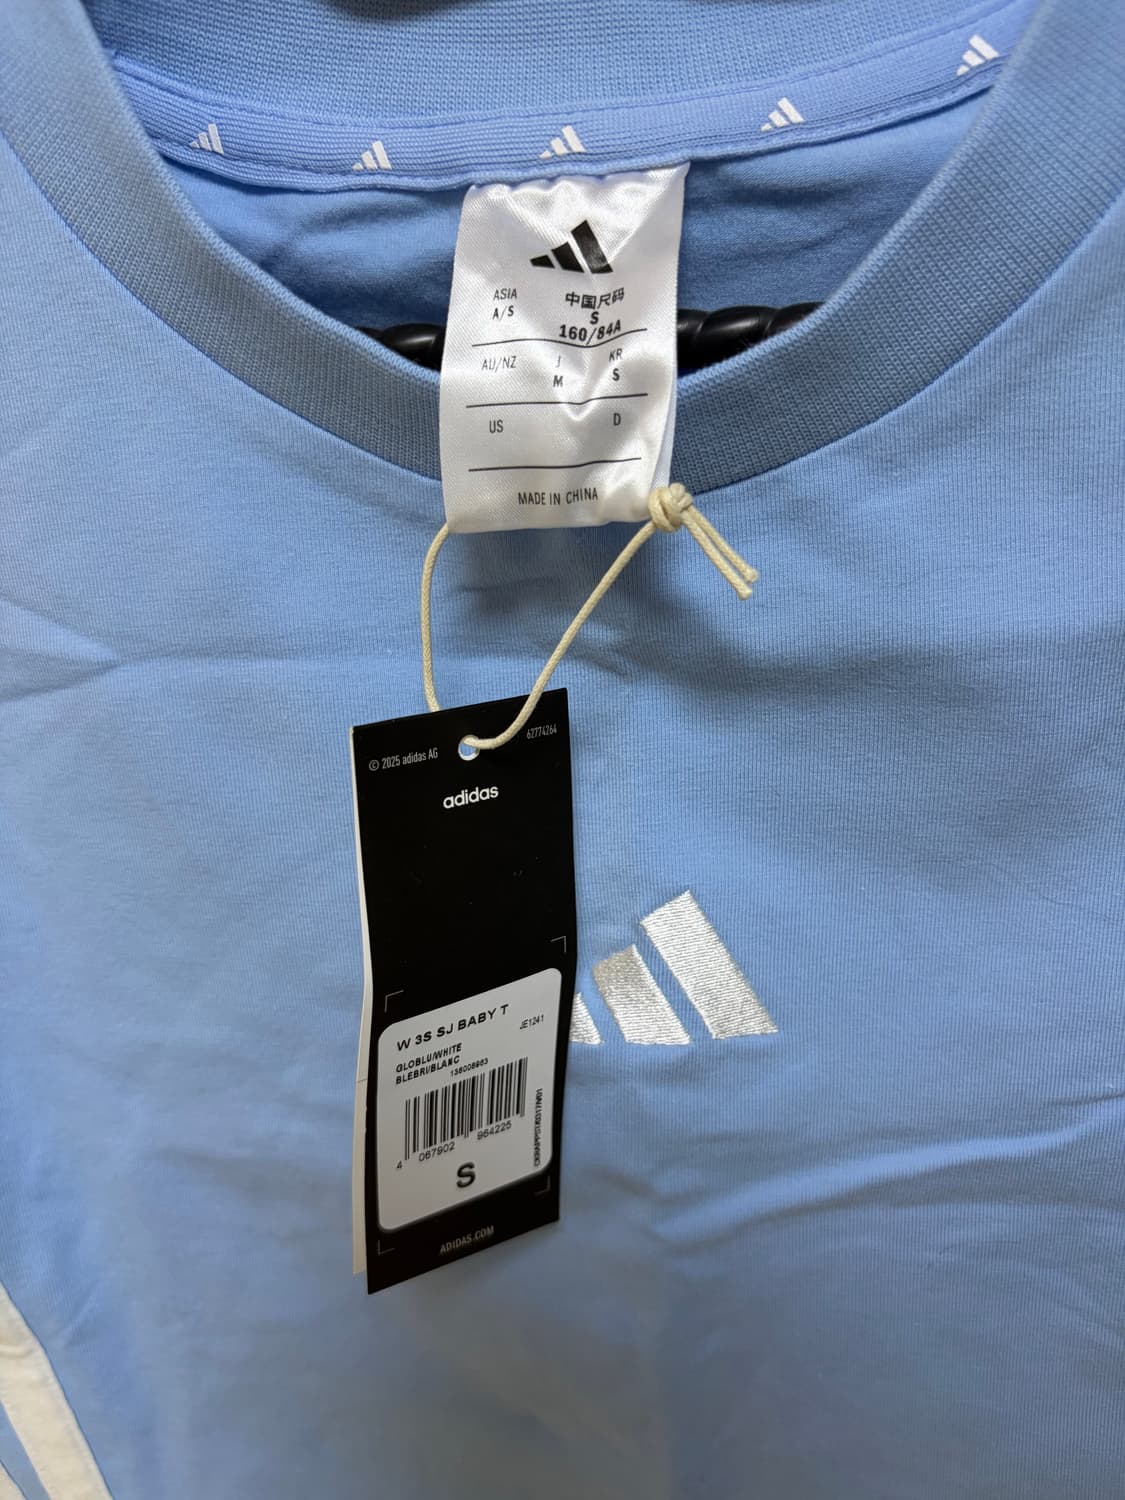 ASIA 中国尺码
A/S S
160/84A
AU/NZ J KR
M S
US D
MADE IN CHINA
© 2025 adidas AG 62774264
adidas
W 3S SJ BABY T JE1241
GLOBLU/WHITE
BLEBRI/BLANC 136008963
4 067902 964225
S
ADIDAS.COM